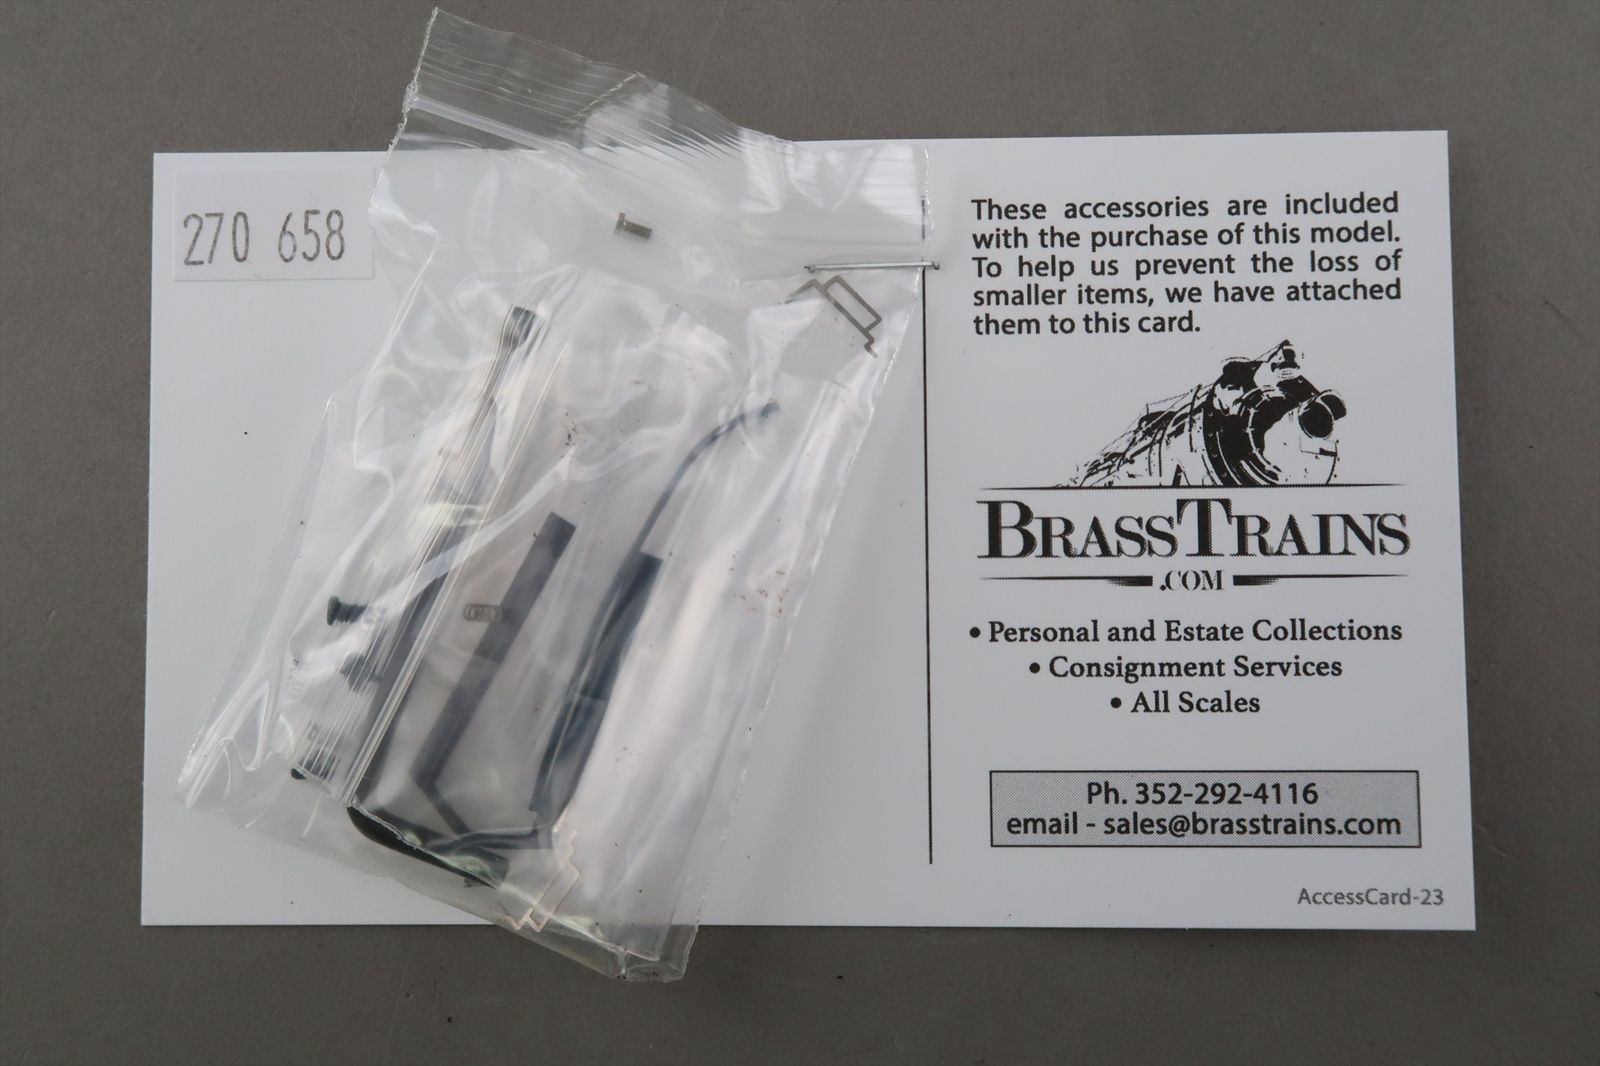 270 658
These accessories are included
with the purchase of this model.
To help us prevent the loss of
smaller items, we have attached
them to this card.
BRASSTRAINS
.COM
• Personal and Estate Collections
• Consignment Services
• All Scales
Ph. 352-292-4116
email - sales@brasstrains.com
AccessCard-23